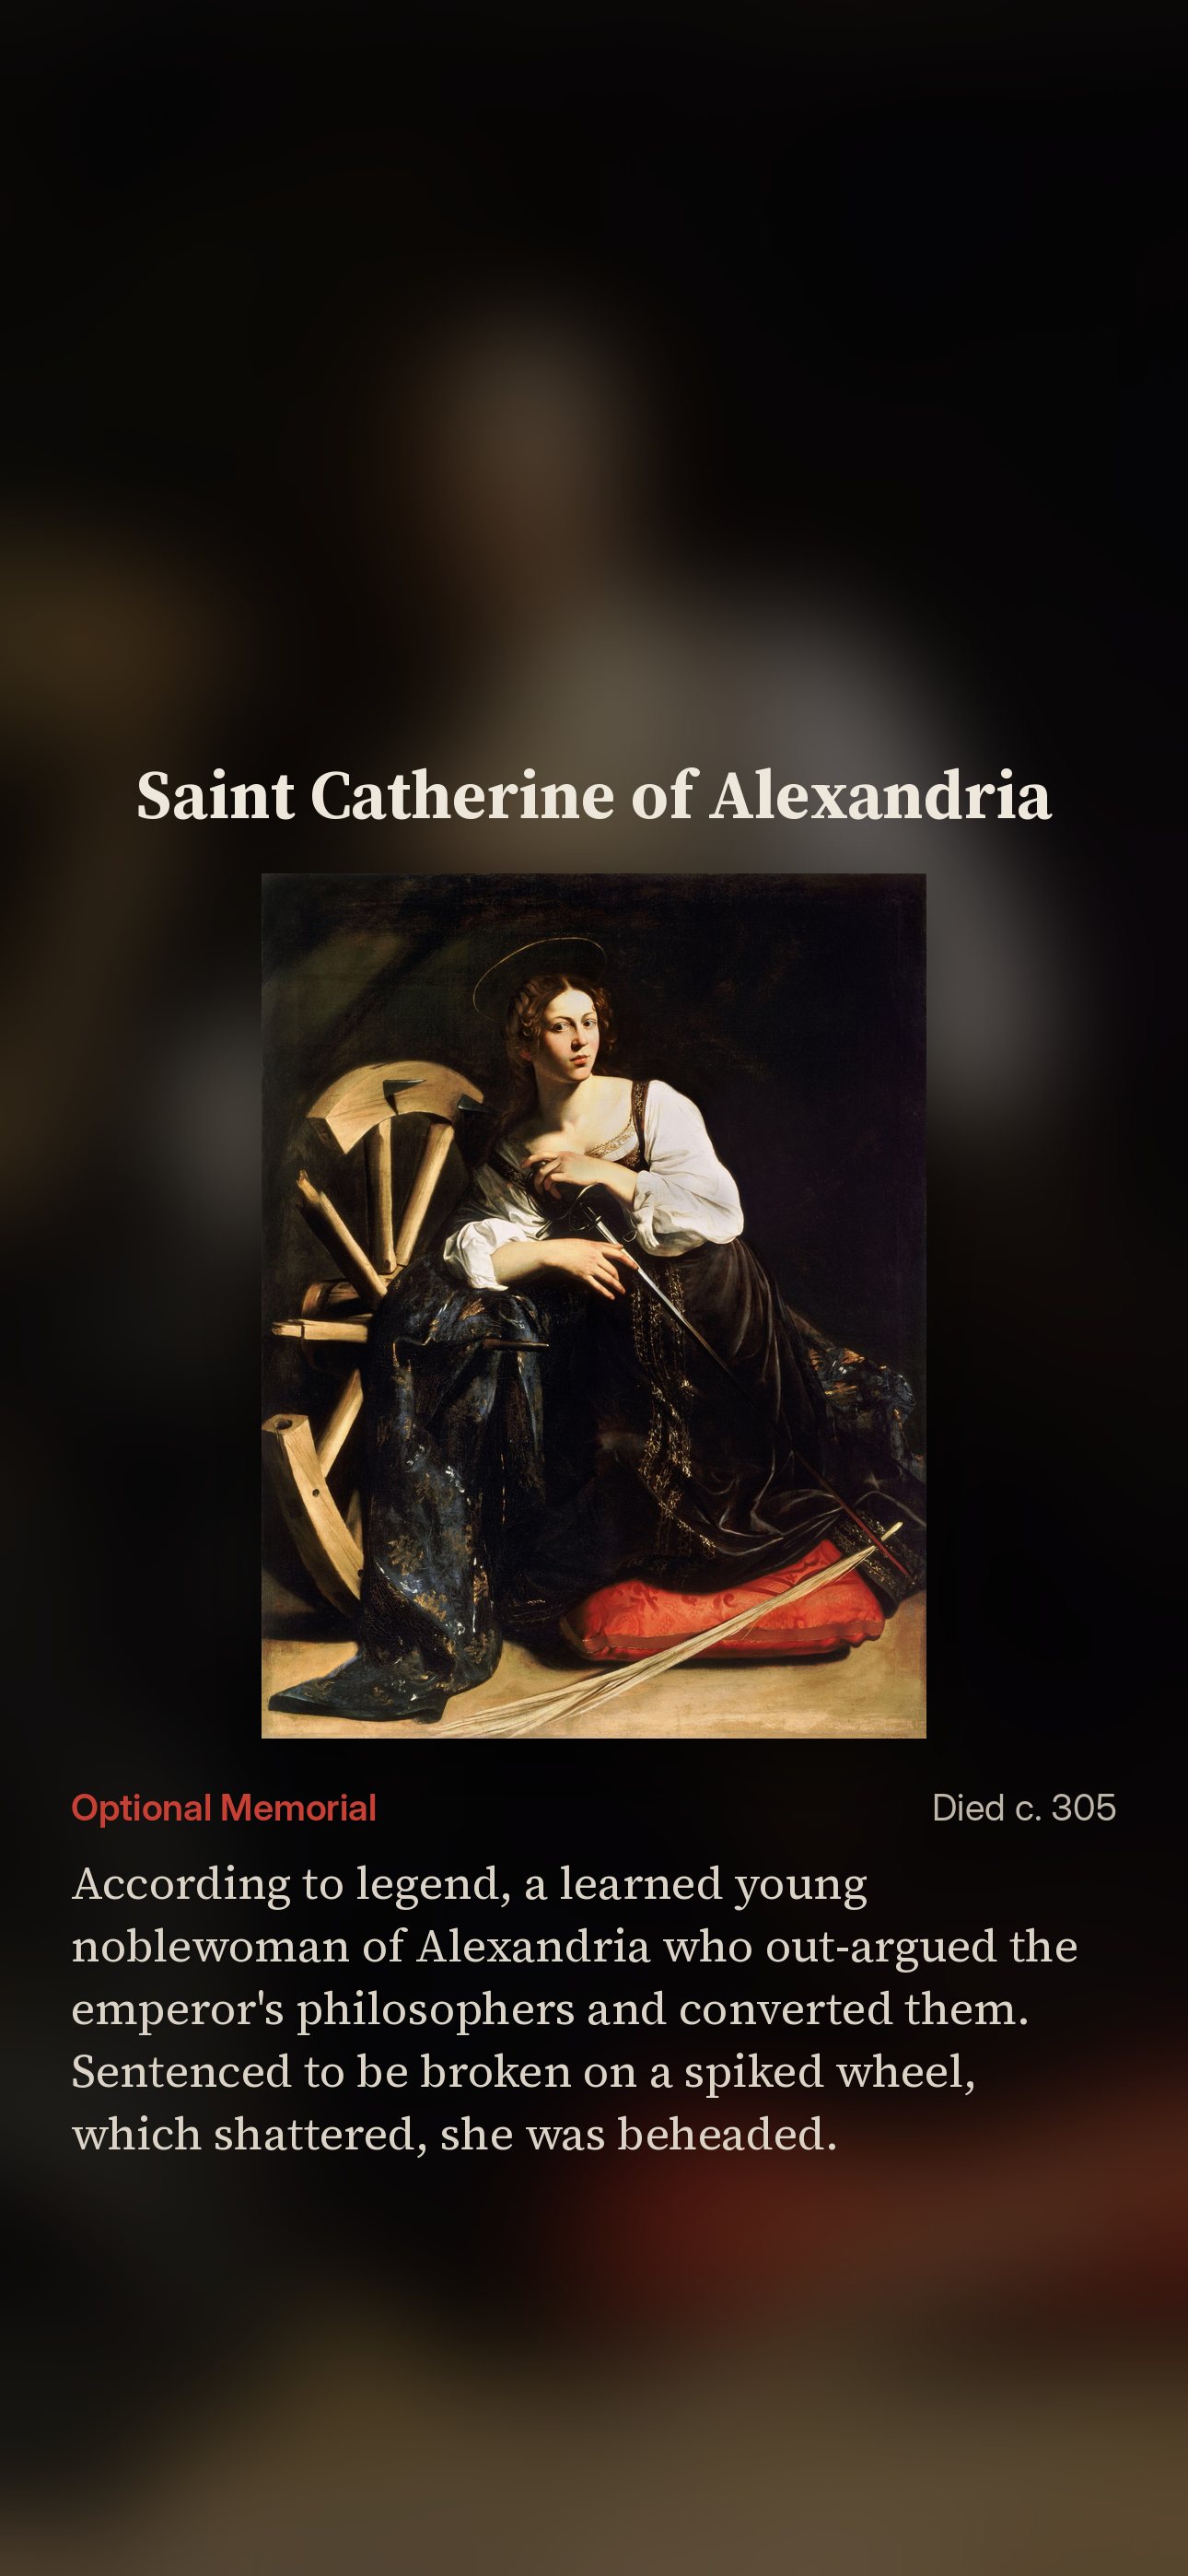 Saint Catherine of Alexandria
Optional Memorial
Died c. 305
According to legend, a learned young
noblewoman of Alexandria who out-argued the
emperor's philosophers and converted them.
Sentenced to be broken on a spiked wheel,
which shattered, she was beheaded.